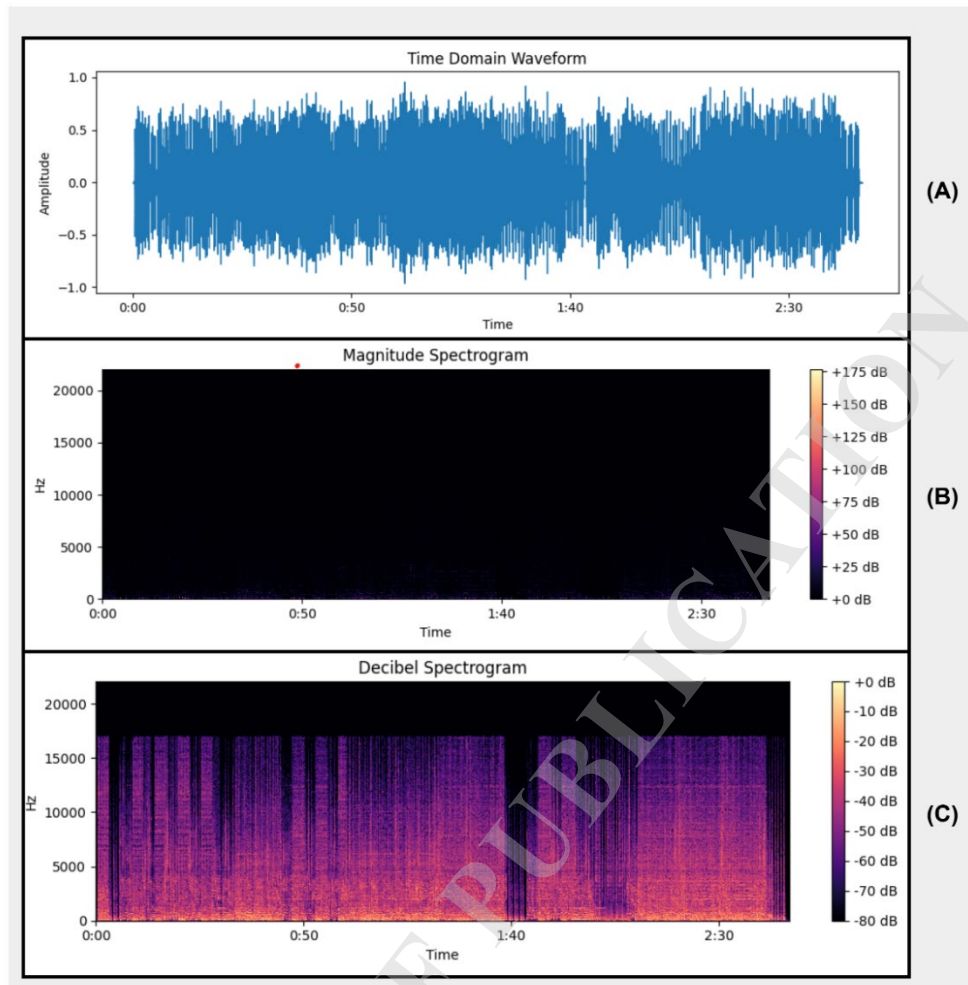 Time Domain Waveform
1.0
0.5
0.0
−0.5
−1.0
Amplitude
0:00 0:50 1:40 2:30
Time
(A)
Magnitude Spectrogram
20000
15000
10000
5000
0
Hz
0:00 0:50 1:40 2:30
Time
+175 dB
+150 dB
+125 dB
+100 dB
+75 dB
+50 dB
+25 dB
+0 dB
(B)
Decibel Spectrogram
20000
15000
10000
5000
0
Hz
0:00 0:50 1:40 2:30
Time
+0 dB
-10 dB
-20 dB
-30 dB
-40 dB
-50 dB
-60 dB
-70 dB
-80 dB
(C)
PUBLICATION